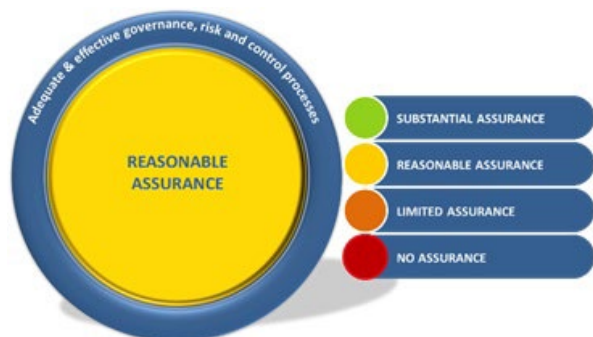 Adequate & effective governance, risk and control processes
REASONABLE
ASSURANCE
SUBSTANTIAL ASSURANCE
REASONABLE ASSURANCE
LIMITED ASSURANCE
NO ASSURANCE